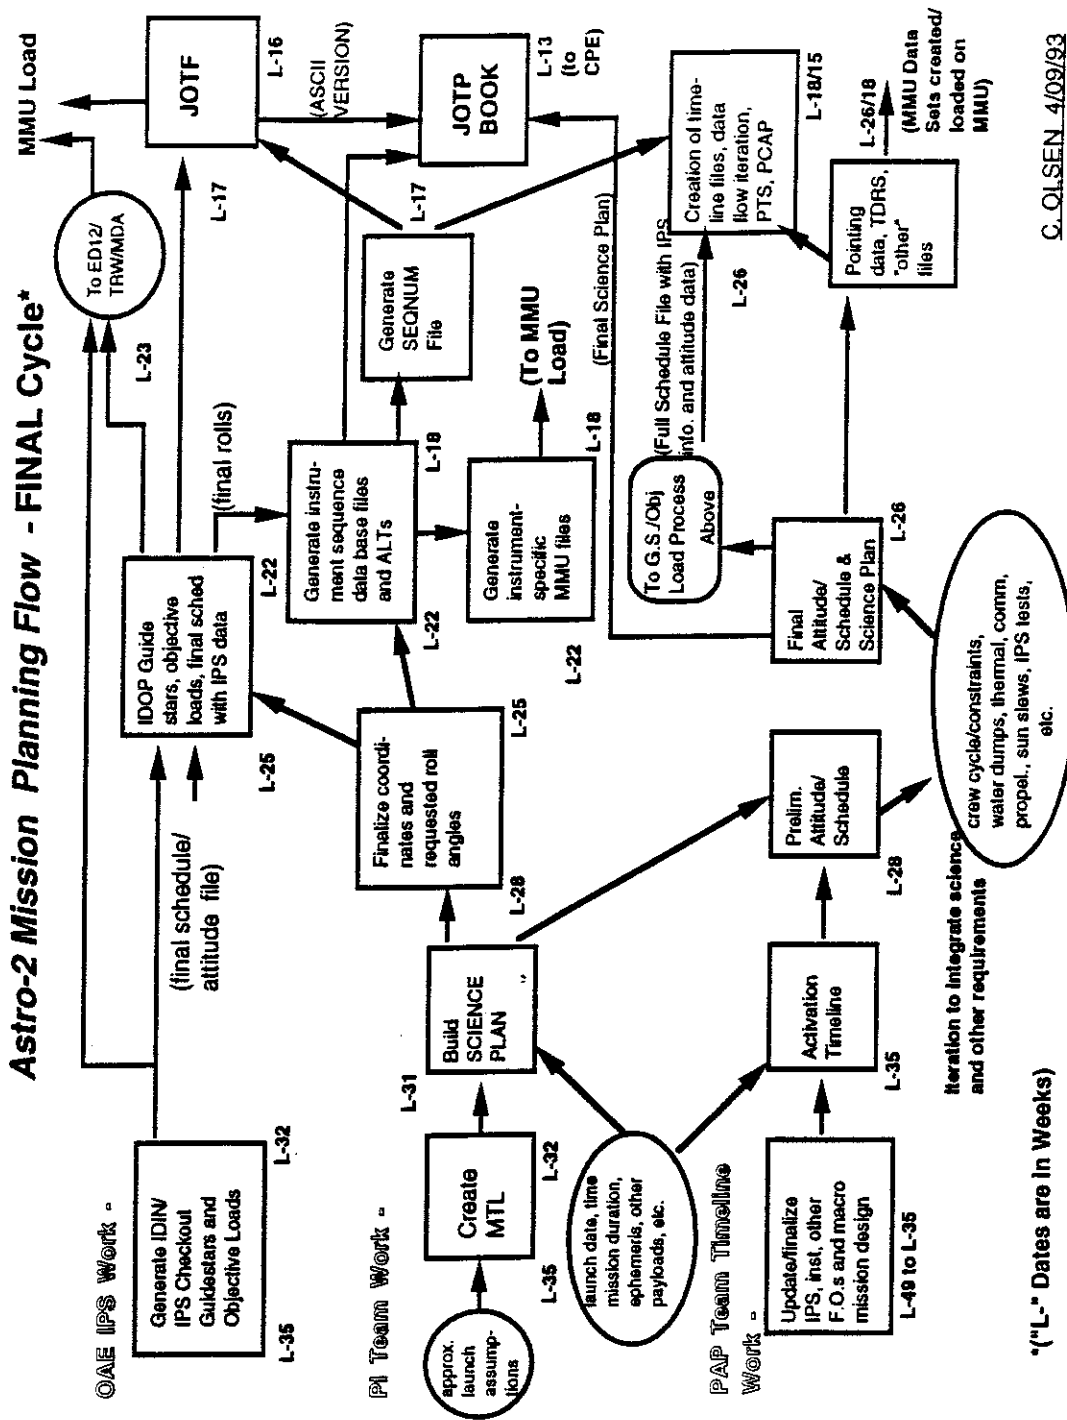 Astro-2 Mission Planning Flow - FINAL Cycle*
OAE IPS Work -
Generate IDIN/
IPS Checkout
Guidestars and
Objective Loads
L-35
L-32
(final schedule/
attitude file)
IDOP Guide
stars, objective
loads, final sched
with IPS data
L-25
L-22
L-23
To ED12/
TRW/MDA
MMU Load
JOTF
L-17
L-16
(final rolls)
(ASCII
VERSION)
PI Team Work -
approx.
launch
assump-
tions
Create
MTL
L-35
L-32
Build
SCIENCE
PLAN
L-31
Finalize coordi-
nates and
requested roll
angles
L-28
L-25
Generate instru-
ment sequence
data base files
and ALTs
L-22
L-18
Generate
SEQNUM
File
L-17
JOTP
BOOK
L-13
(to
CPE)
Generate
instrument-
specific
MMU files
L-22
L-18
(To MMU
Load)
(Final Science Plan)
launch date, time
mission duration,
ephemeris, other
payloads, etc.
PAP Team Timeline
Work -
Update/finalize
IPS, inst, other
F.O.s and macro
mission design
L-49 to L-35
Activation
Timeline
L-35
Prelim.
Attitude/
Schedule
L-28
Final
Attitude/
Schedule &
Science Plan
L-26
To G.S./Obj
Load Process
Above
(Full Schedule File with IPS
info. and attitude data)
L-26
Creation of time-
line files, data
flow iteration,
PTS, PCAP
L-18/15
Pointing
data, TDRS,
"other"
files
L-26/18
(MMU Data
Sets created/
loaded on
MMU)
Iteration to integrate science
and other requirements
crew cycle/constraints,
water dumps, thermal, comm,
propel., sun slews, IPS tests,
etc.
*("L-" Dates are in Weeks)
C. OLSEN 4/09/93